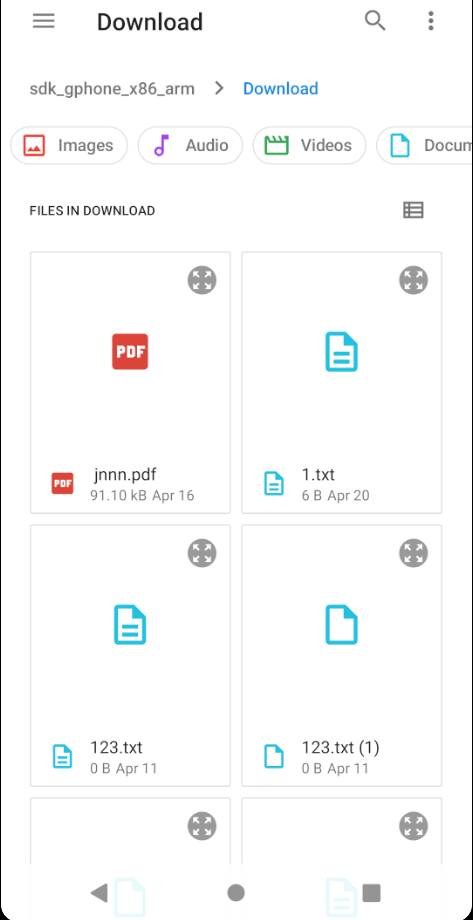 Download
sdk_gphone_x86_arm > Download
Images
Audio
Videos
Docum
FILES IN DOWNLOAD
PDF
PDF
jnnn.pdf
91.10 kB Apr 16
1.txt
6 B Apr 20
123.txt
0 B Apr 11
123.txt (1)
0 B Apr 11